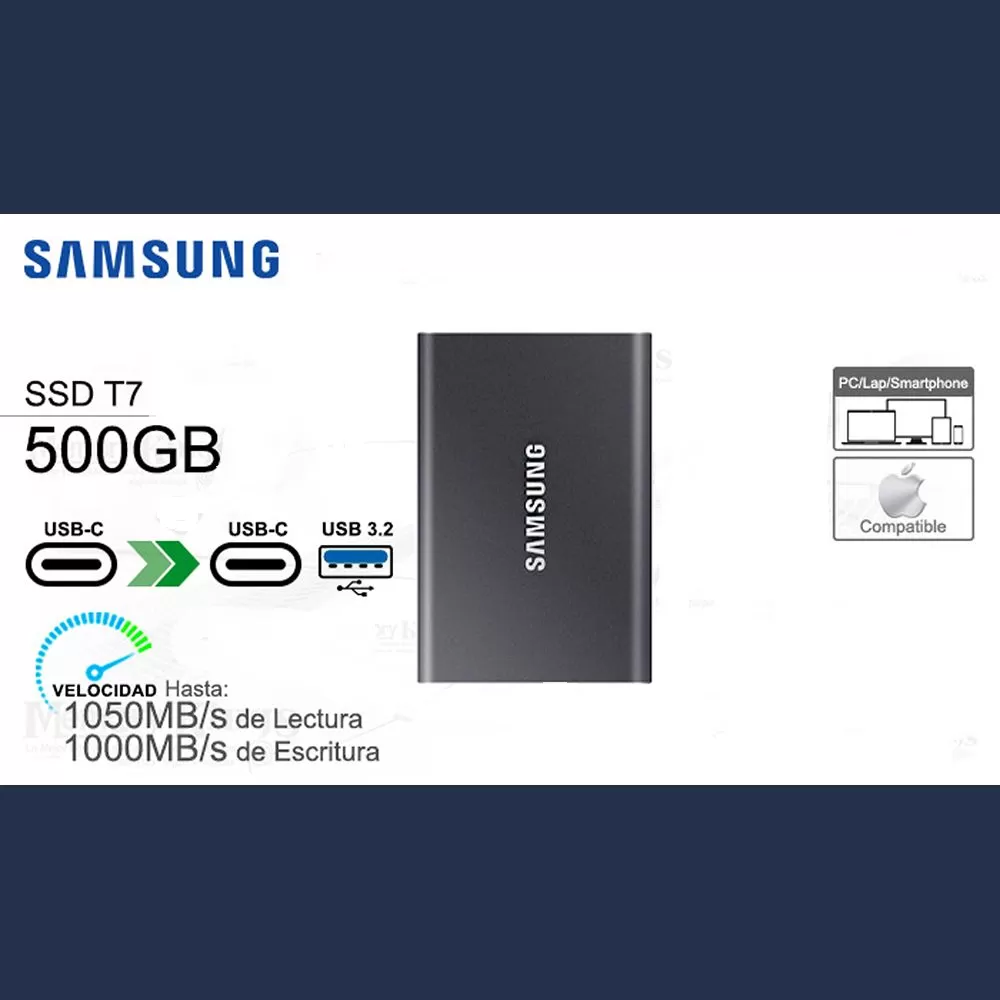 SAMSUNG
SSD T7
500GB
USB-C
USB-C
USB 3.2
VELOCIDAD Hasta:
1050MB/s de Lectura
1000MB/s de Escritura
SAMSUNG
PC/Lap/Smartphone
Compatible